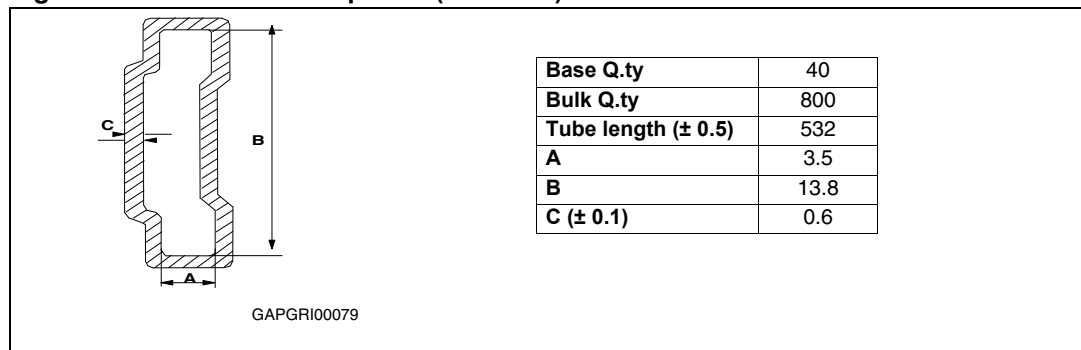 C
B
A
GAPGRI00079
Base Q.ty 40
Bulk Q.ty 800
Tube length (± 0.5) 532
A 3.5
B 13.8
C (± 0.1) 0.6